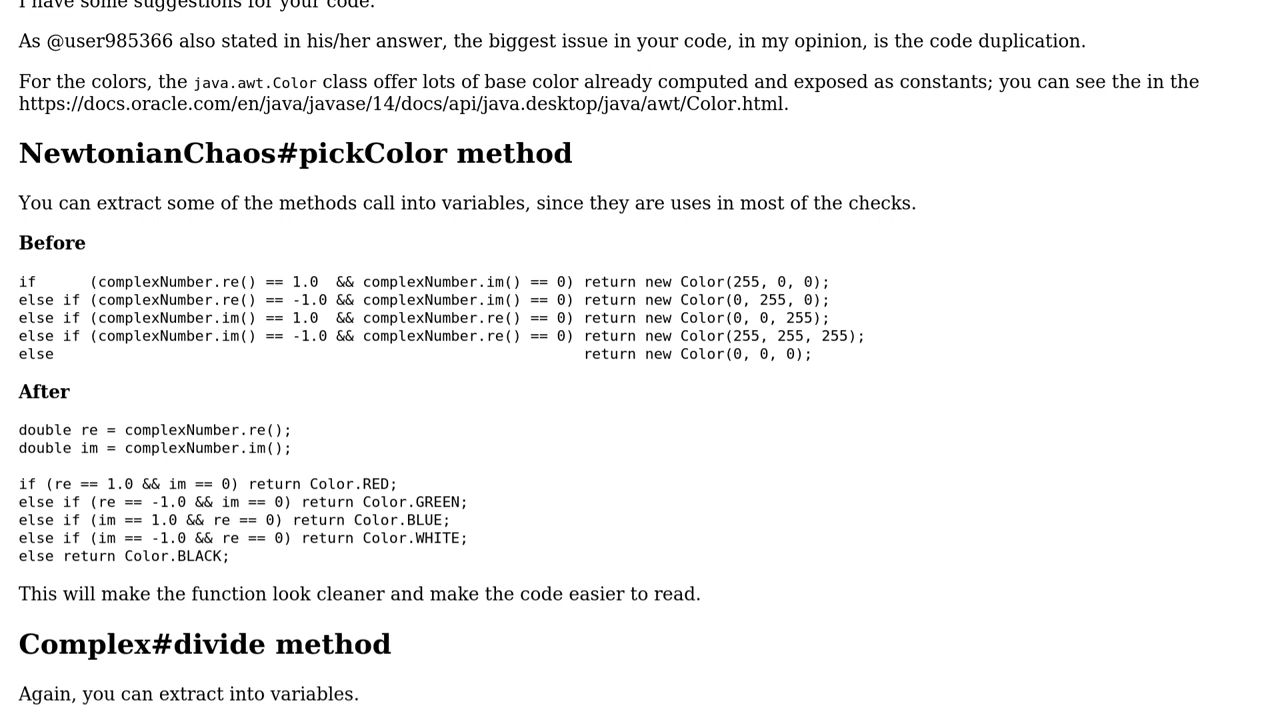 I have some suggestions for your code.
As @user985366 also stated in his/her answer, the biggest issue in your code, in my opinion, is the code duplication.
For the colors, the java.awt.Color class offer lots of base color already computed and exposed as constants; you can see the in the
https://docs.oracle.com/en/java/javase/14/docs/api/java.desktop/java/awt/Color.html.
NewtonianChaos#pickColor method
You can extract some of the methods call into variables, since they are uses in most of the checks.
Before
if      (complexNumber.re() == 1.0  && complexNumber.im() == 0) return new Color(255, 0, 0);
else if (complexNumber.re() == -1.0 && complexNumber.im() == 0) return new Color(0, 255, 0);
else if (complexNumber.im() == 1.0  && complexNumber.re() == 0) return new Color(0, 0, 255);
else if (complexNumber.im() == -1.0 && complexNumber.re() == 0) return new Color(255, 255, 255);
else                                                            return new Color(0, 0, 0);
After
double re = complexNumber.re();
double im = complexNumber.im();
if (re == 1.0 && im == 0) return Color.RED;
else if (re == -1.0 && im == 0) return Color.GREEN;
else if (im == 1.0 && re == 0) return Color.BLUE;
else if (im == -1.0 && re == 0) return Color.WHITE;
else return Color.BLACK;
This will make the function look cleaner and make the code easier to read.
Complex#divide method
Again, you can extract into variables.